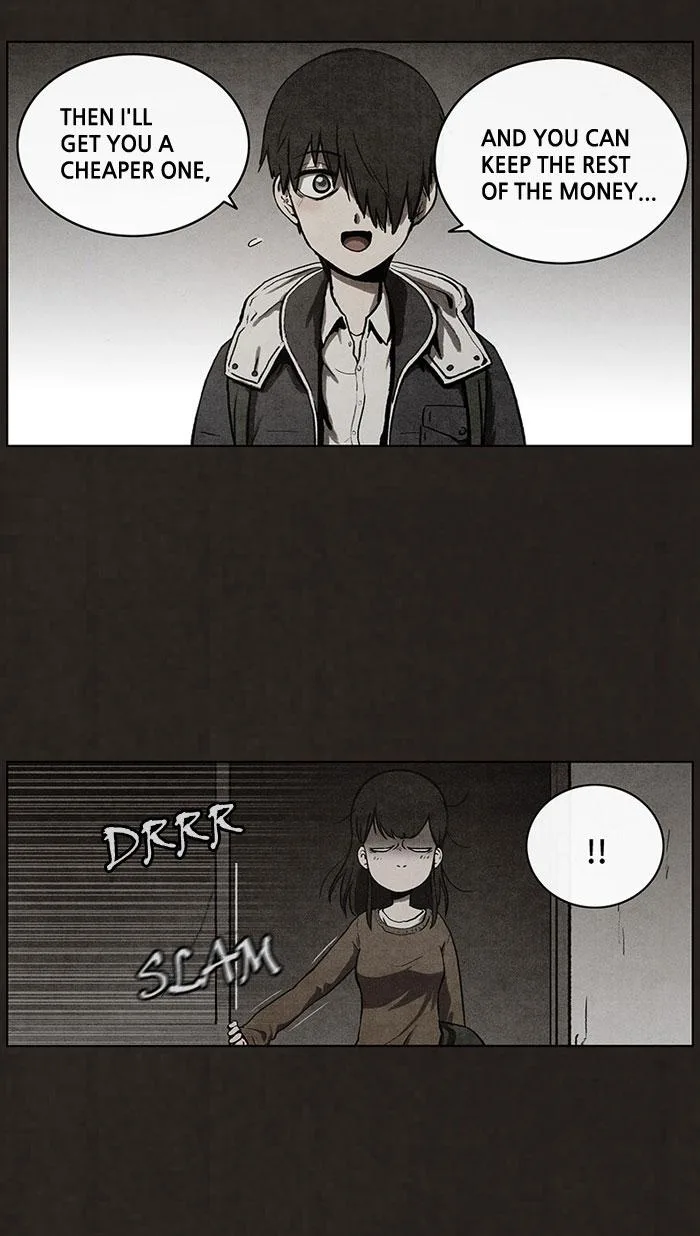 THEN I'LL
GET YOU A
CHEAPER ONE,
AND YOU CAN
KEEP THE REST
OF THE MONEY...
DRRR
!!
SLAM